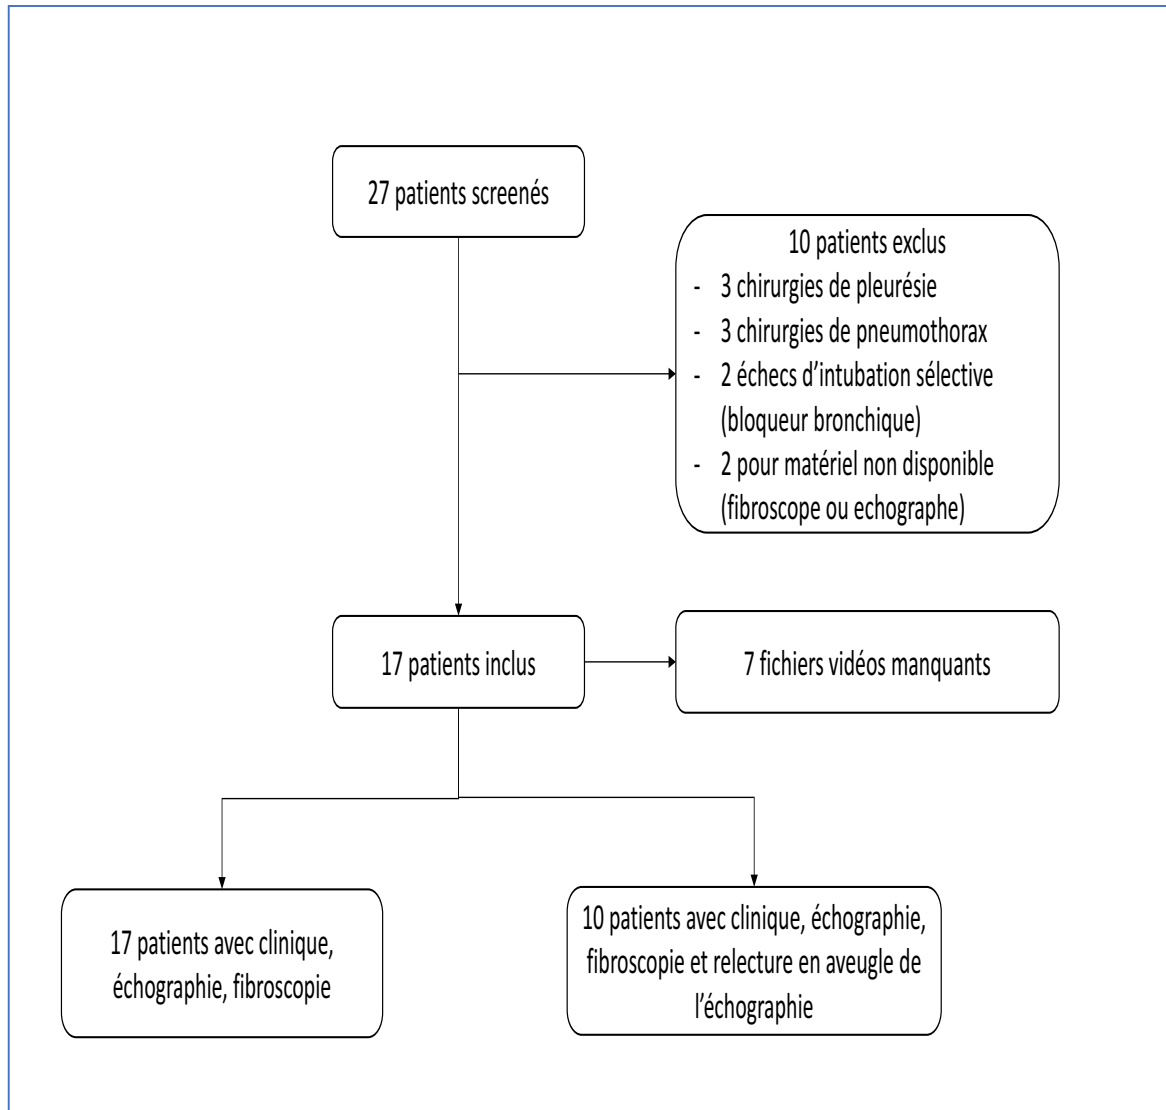 27 patients screenés
10 patients exclus
- 3 chirurgies de pleurésie
- 3 chirurgies de pneumothorax
- 2 échecs d’intubation sélective
(bloqueur bronchique)
- 2 pour matériel non disponible
(fibroscope ou echographe)
17 patients inclus
7 fichiers vidéos manquants
17 patients avec clinique,
échographie, fibroscopie
10 patients avec clinique, échographie,
fibroscopie et relecture en aveugle de
l’échographie